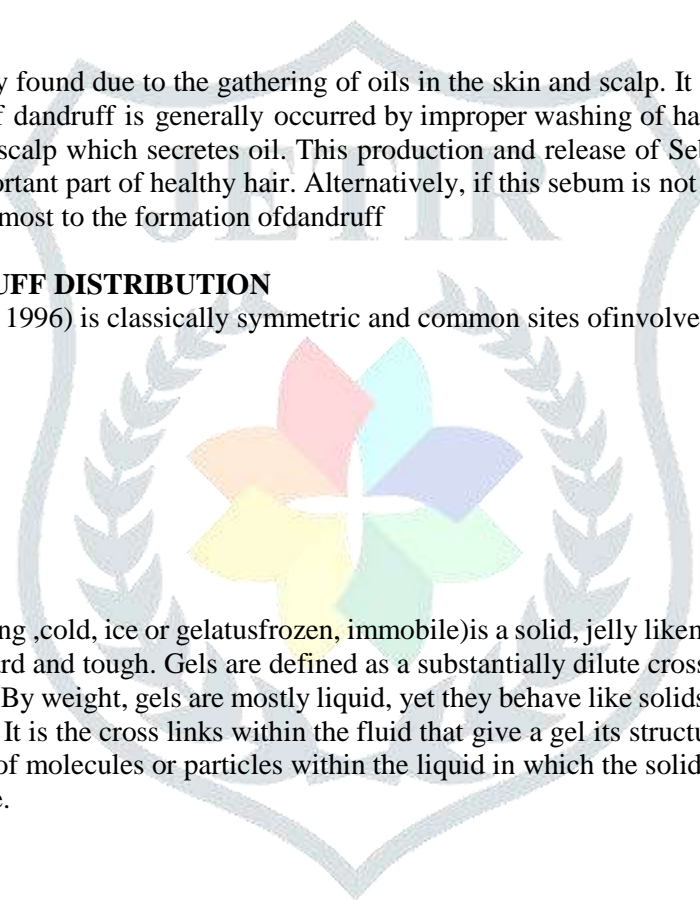 y found due to the gathering of oils in the skin and scalp. It
f dandruff is generally occurred by improper washing of ha
scalp which secretes oil. This production and release of Seb
ortant part of healthy hair. Alternatively, if this sebum is not
most to the formation ofdandruff
JETIR
UFF DISTRIBUTION
1996) is classically symmetric and common sites ofinvolve
ng ,cold, ice or gelatusfrozen, immobile)is a solid, jelly liken
ard and tough. Gels are defined as a substantially dilute cross
By weight, gels are mostly liquid, yet they behave like solids
It is the cross links within the fluid that give a gel its structu
of molecules or particles within the liquid in which the solid
e.